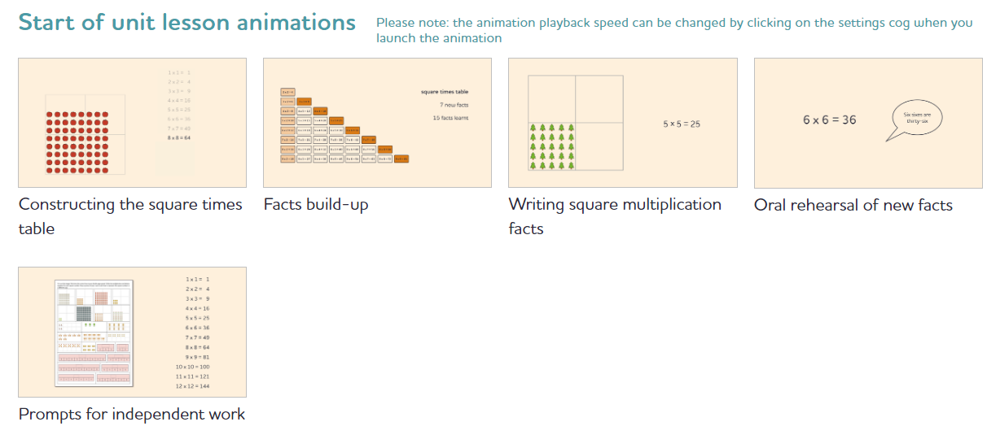 Start of unit lesson animations
Please note: the animation playback speed can be changed by clicking on the settings cog when you
launch the animation
1 x 1 = 1
2 x 2 = 4
3 x 3 = 9
4 x 4 = 16
5 x 5 = 25
6 x 6 = 36
7 x 7 = 49
8 x 8 = 64
square times table
7 new facts
15 facts learnt
5 x 5 = 25
6 x 6 = 36
Six sixes are
thirty-six
Constructing the square times
table
Facts build-up
Writing square multiplication
facts
Oral rehearsal of new facts
1 x 1 = 1
2 x 2 = 4
3 x 3 = 9
4 x 4 = 16
5 x 5 = 25
6 x 6 = 36
7 x 7 = 49
8 x 8 = 64
9 x 9 = 81
10 x 10 = 100
11 x 11 = 121
12 x 12 = 144
Prompts for independent work